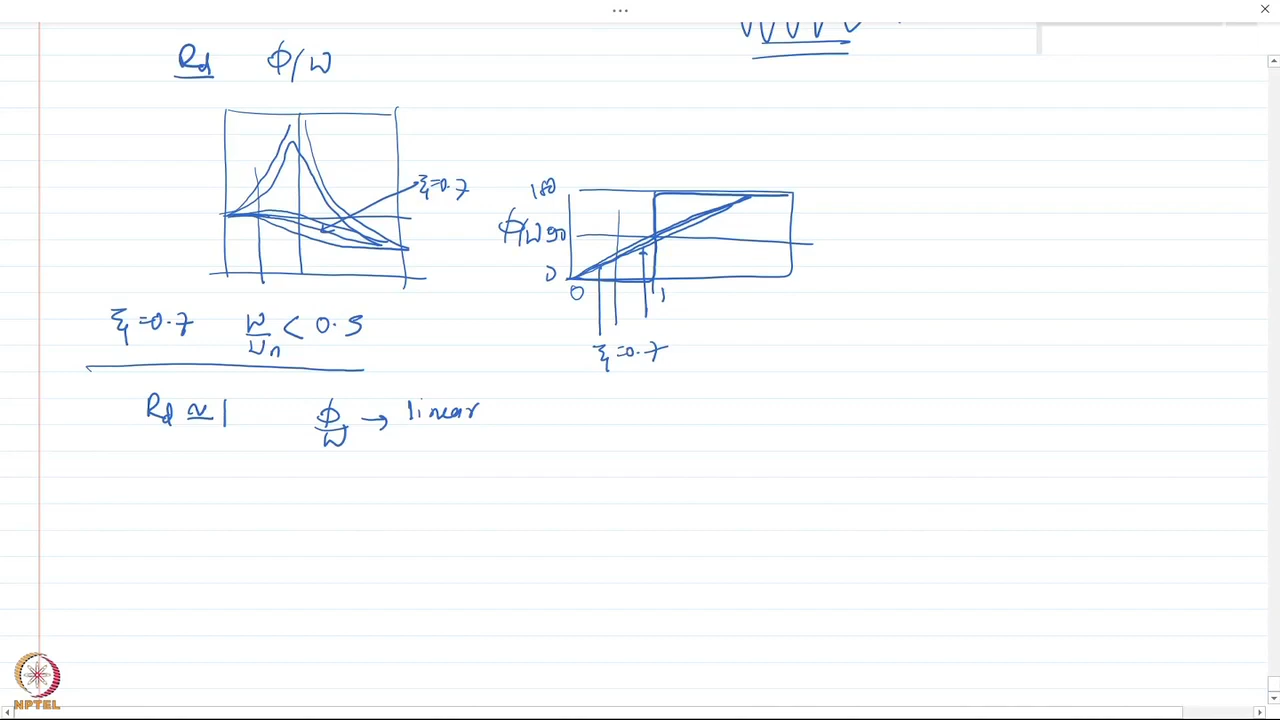 Rd ϕ/ω
ξ=0.7
180
ϕ/ω 90
0
0 1
ξ=0.7
ξ=0.7 ω/ωn < 0.5
Rd ≃ 1 ϕ/ω → linear
NPTEL